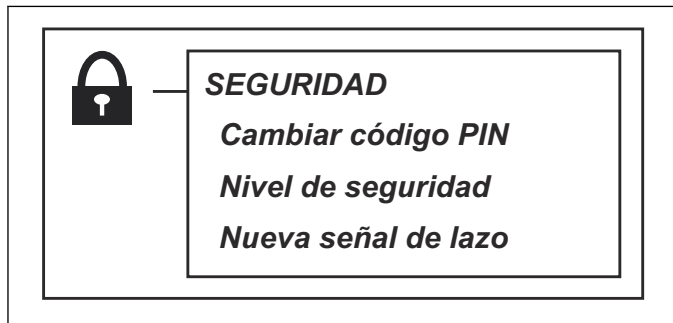 SEGURIDAD
Cambiar código PIN
Nivel de seguridad
Nueva señal de lazo